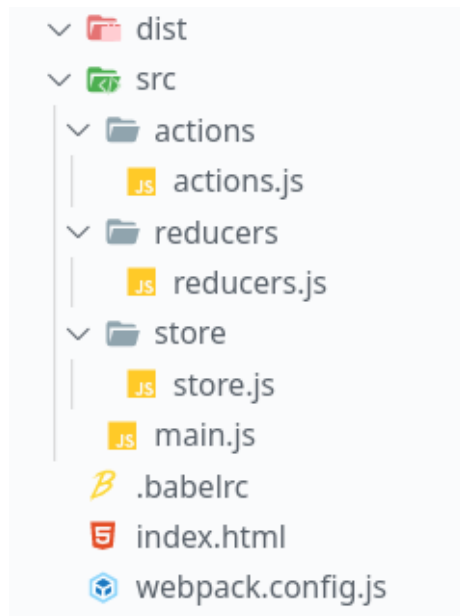 dist
src
actions
JS actions.js
reducers
JS reducers.js
store
JS store.js
JS main.js
B .babelrc
5 index.html
webpack.config.js